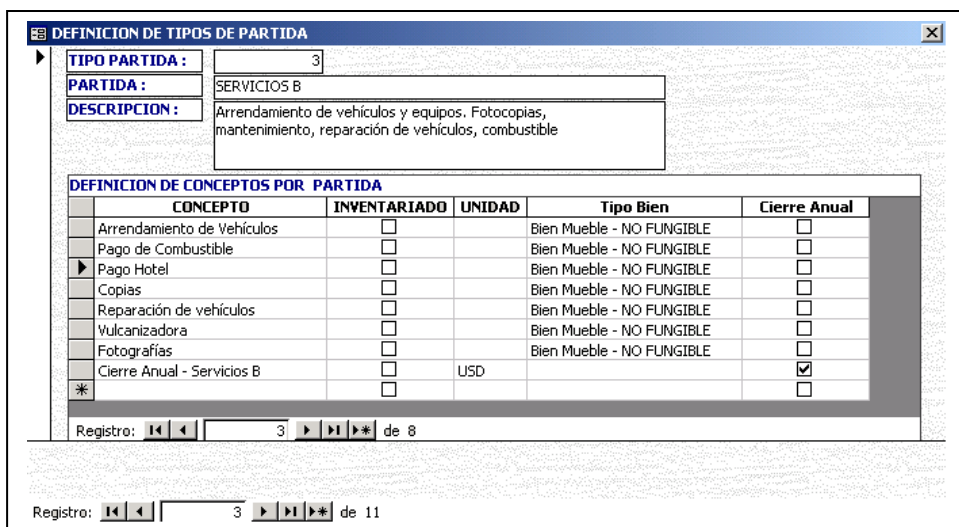 DEFINICION DE TIPOS DE PARTIDA
TIPO PARTIDA : 3
PARTIDA : SERVICIOS B
DESCRIPCION : Arrendamiento de vehículos y equipos. Fotocopias,
mantenimiento, reparación de vehículos, combustible
DEFINICION DE CONCEPTOS POR PARTIDA
CONCEPTO INVENTARIADO UNIDAD Tipo Bien Cierre Anual
Arrendamiento de Vehículos Bien Mueble - NO FUNGIBLE
Pago de Combustible Bien Mueble - NO FUNGIBLE
Pago Hotel Bien Mueble - NO FUNGIBLE
Copias Bien Mueble - NO FUNGIBLE
Reparación de vehículos Bien Mueble - NO FUNGIBLE
Vulcanizadora Bien Mueble - NO FUNGIBLE
Fotografías Bien Mueble - NO FUNGIBLE
Cierre Anual - Servicios B USD
Registro: 3 de 8
Registro: 3 de 11